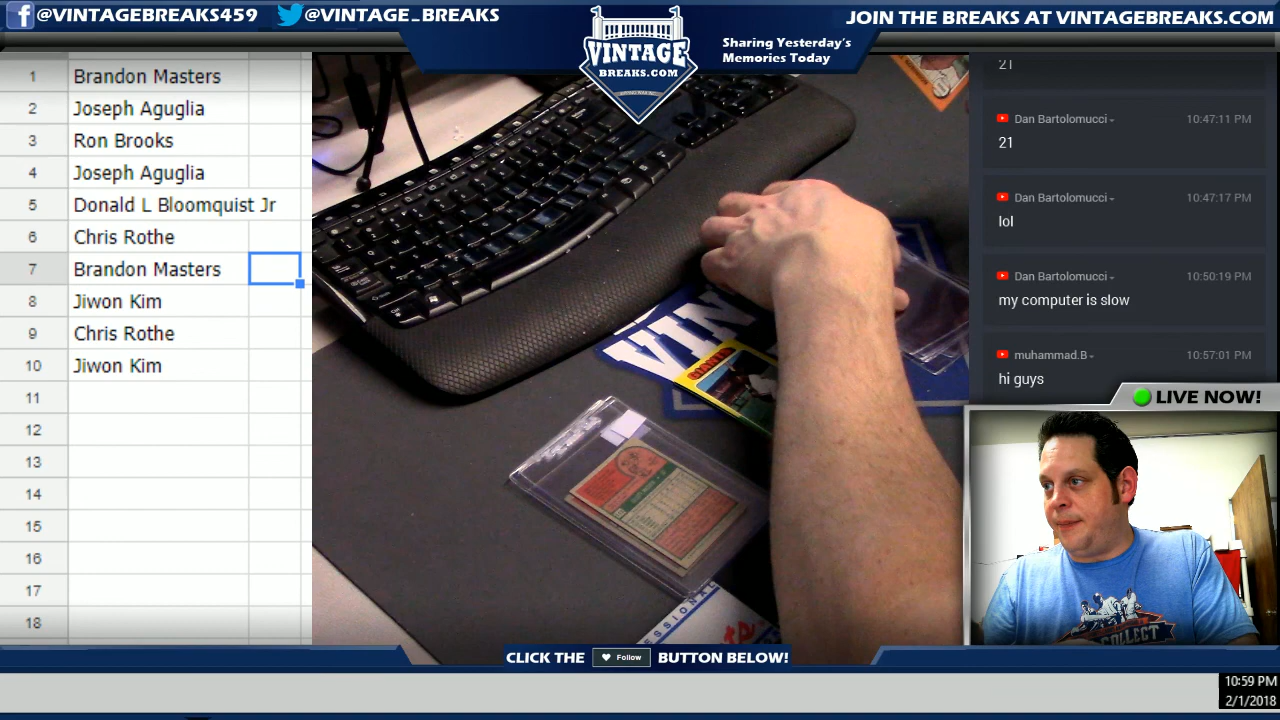 @VINTAGEBREAKS459
@VINTAGE_BREAKS
VINTAGE
BREAKS.COM
Sharing Yesterday's
Memories Today
JOIN THE BREAKS AT VINTAGEBREAKS.COM
1 Brandon Masters
2 Joseph Aguglia
3 Ron Brooks
4 Joseph Aguglia
5 Donald L Bloomquist Jr
6 Chris Rothe
7 Brandon Masters
8 Jiwon Kim
9 Chris Rothe
10 Jiwon Kim
11
12
13
14
15
16
17
18
VIN
GIANTS
21
Dan Bartolomucci 10:47:11 PM
21
Dan Bartolomucci 10:47:17 PM
lol
Dan Bartolomucci 10:50:19 PM
my computer is slow
muhammad.B 10:57:01 PM
hi guys
LIVE NOW!
CLICK THE Follow BUTTON BELOW!
10:59 PM
2/1/2018